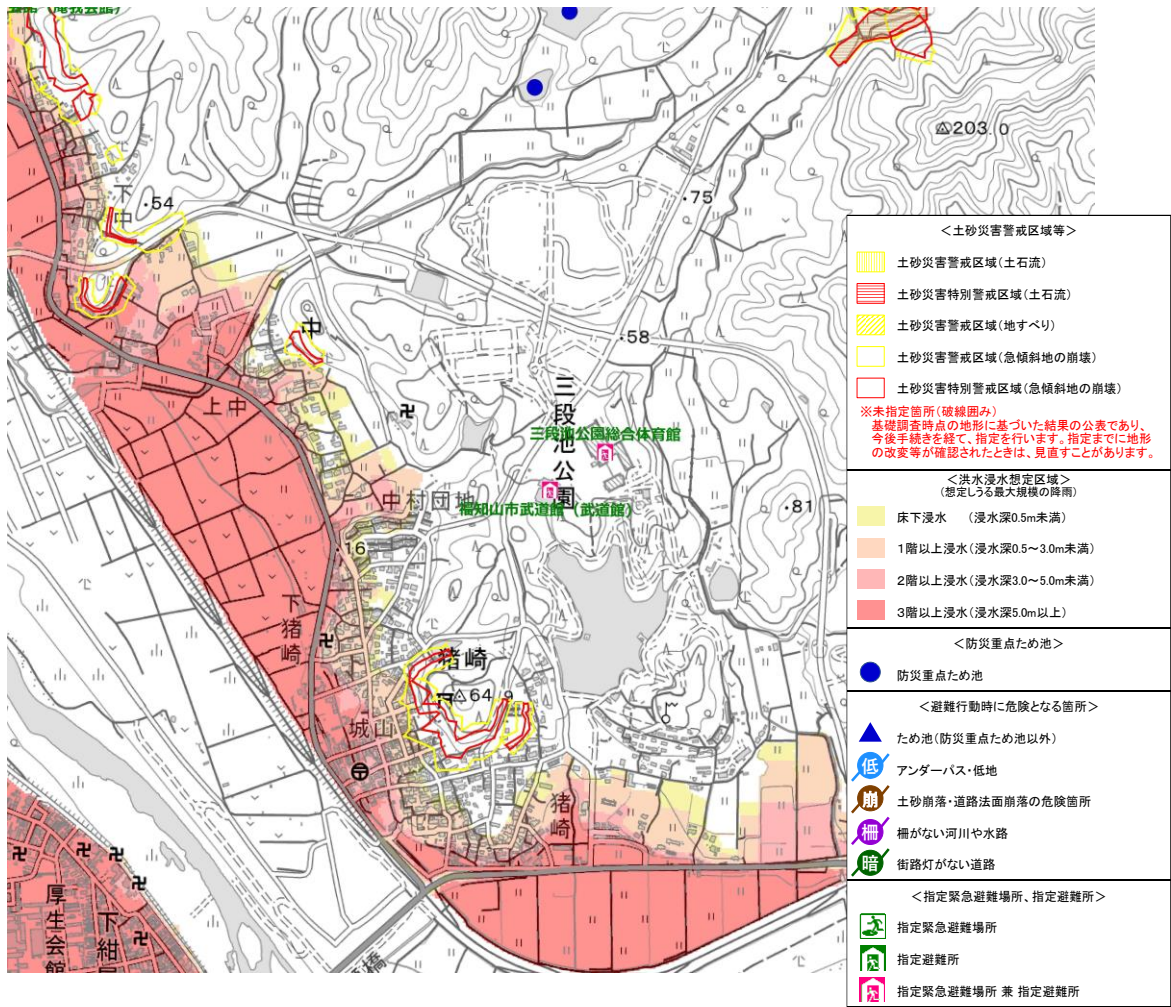 203.0
54
下中
75
中
58
上中
三段池公園
三段池公園総合体育館
中村団地
福知山市武道館（武道館）
81
16
下猪崎
猪崎
64.9
城山
猪崎
厚生会館
＜土砂災害警戒区域等＞
土砂災害警戒区域（土石流）
土砂災害特別警戒区域（土石流）
土砂災害警戒区域（地すべり）
土砂災害警戒区域（急傾斜地の崩壊）
土砂災害特別警戒区域（急傾斜地の崩壊）
※未指定箇所（破線囲み）
基礎調査時点の地形に基づいた結果の公表であり、
今後手続きを経て、指定を行います。指定までに地形
の改変等が確認されたときは、見直すことがあります。
＜洪水浸水想定区域＞
（想定しうる最大規模の降雨）
床下浸水　（浸水深0.5m未満）
1階以上浸水（浸水深0.5～3.0m未満）
2階以上浸水（浸水深3.0～5.0m未満）
3階以上浸水（浸水深5.0m以上）
＜防災重点ため池＞
防災重点ため池
＜避難行動時に危険となる箇所＞
ため池（防災重点ため池以外）
低 アンダーパス・低地
崩 土砂崩落・道路法面崩落の危険箇所
柵 柵がない河川や水路
暗 街路灯がない道路
＜指定緊急避難場所、指定避難所＞
指定緊急避難場所
指定避難所
指定緊急避難場所 兼 指定避難所